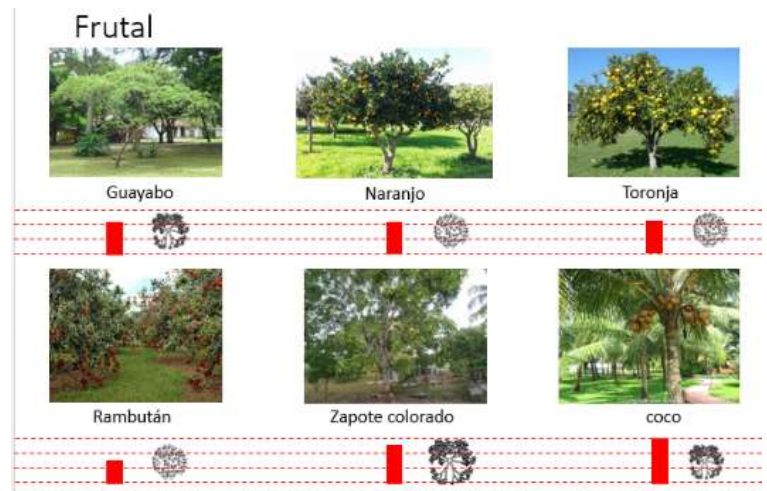 Frutal
Guayabo
Naranjo
Toronja
Rambután
Zapote colorado
coco